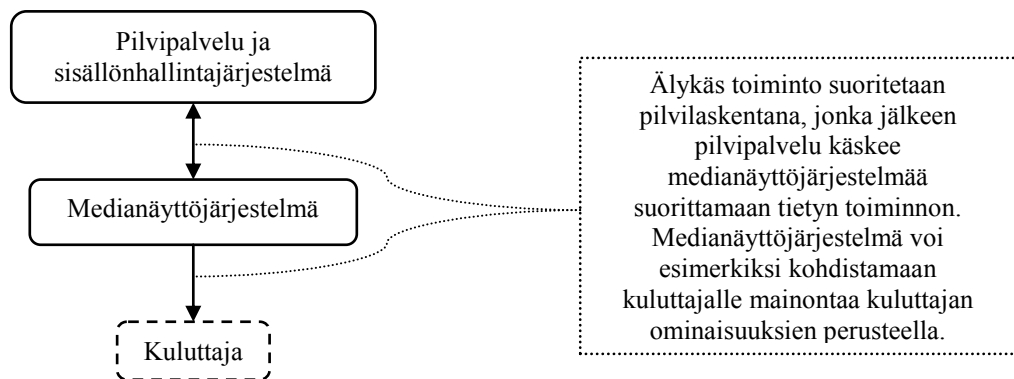 Pilvipalvelu ja
sisällönhallintajärjestelmä
Medianäyttöjärjestelmä
Kuluttaja
Älykäs toiminto suoritetaan
pilvilaskentana, jonka jälkeen
pilvipalvelu käskee
medianäyttöjärjestelmää
suorittamaan tietyn toiminnon.
Medianäyttöjärjestelmä voi
esimerkiksi kohdistamaan
kuluttajalle mainontaa kuluttajan
ominaisuuksien perusteella.